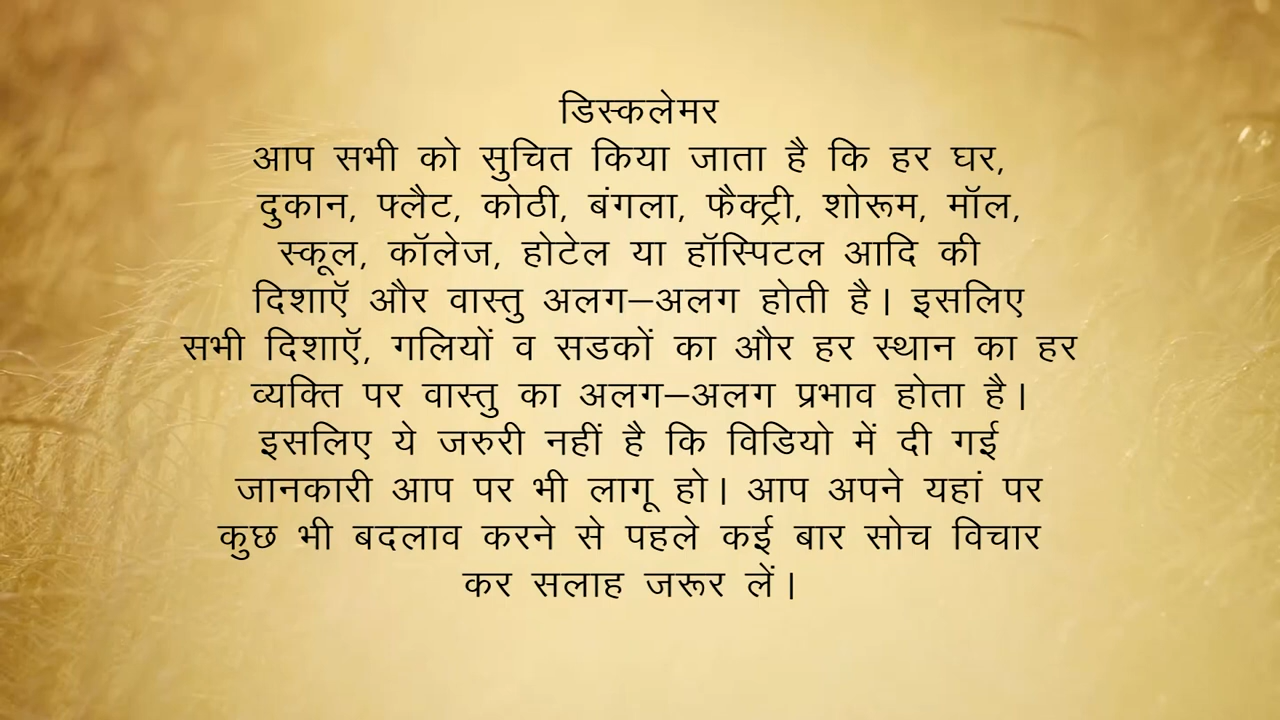 डिस्कलेमर
आप सभी को सुचित किया जाता है कि हर घर,
दुकान, फ्लैट, कोठी, बंगला, फैक्ट्री, शोरूम, मॉल,
स्कूल, कॉलेज, होटेल या हॉस्पिटल आदि की
दिशाऍ और वास्तु अलग–अलग होती है। इसलिए
सभी दिशाऍ, गलियों व सडकों का और हर स्थान का हर
व्यक्ति पर वास्तु का अलग–अलग प्रभाव होता है।
इसलिए ये जरुरी नहीं है कि विडियो में दी गई
जानकारी आप पर भी लागू हो। आप अपने यहां पर
कुछ भी बदलाव करने से पहले कई बार सोच विचार
कर सलाह जरूर लें।